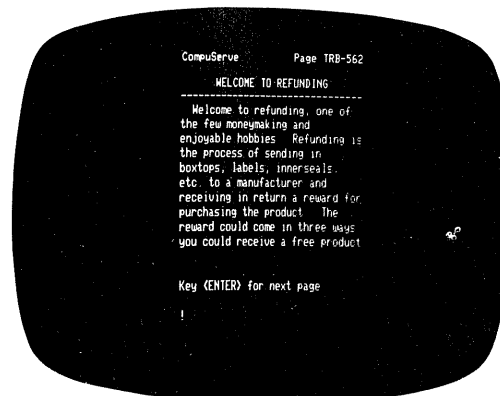 CompuServe Page TRB-562
WELCOME TO REFUNDING
Welcome to refunding, one of
the few moneymaking and
enjoyable hobbies Refunding is
the process of sending in
boxtops, labels, innerseals,
etc. to a manufacturer and
receiving in return a reward for
purchasing the product The
reward could come in three ways
you could receive a free product
Key <ENTER> for next page
!